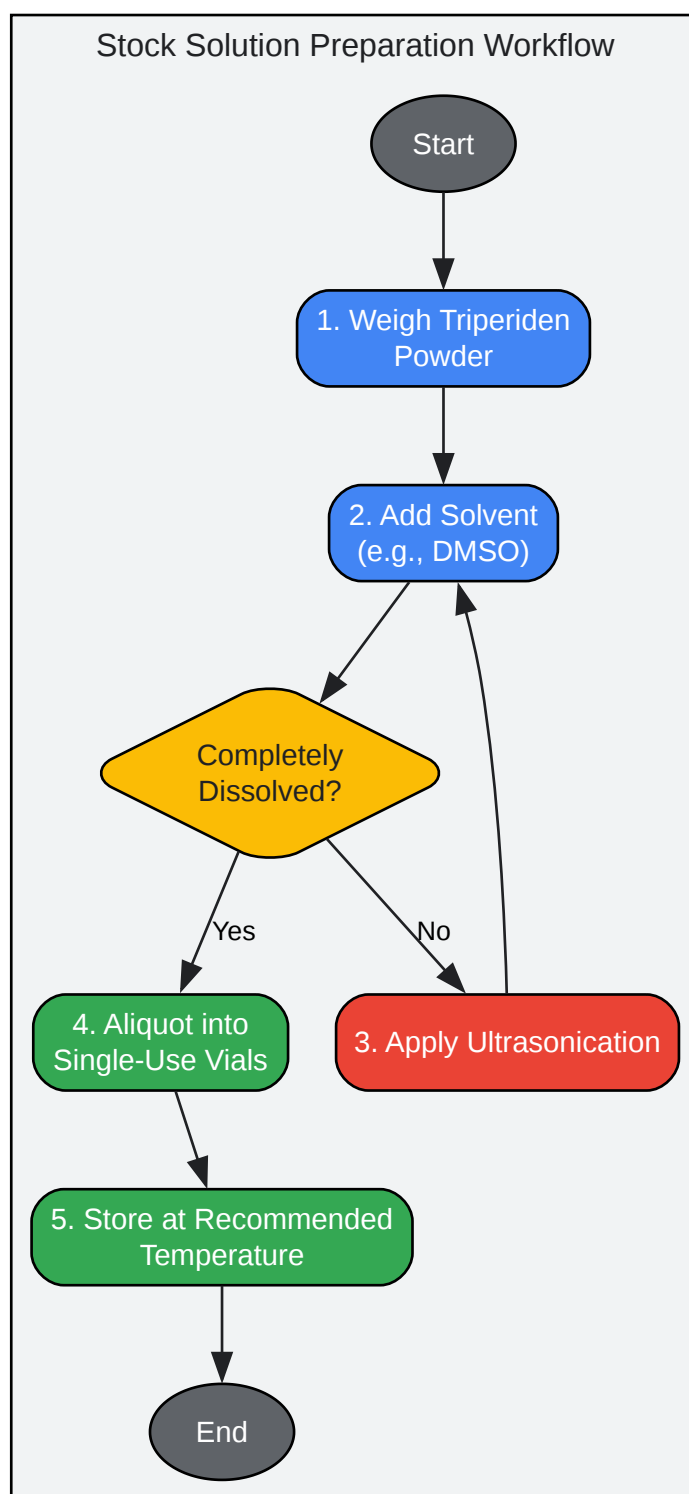 Stock Solution Preparation Workflow
Start
1. Weigh Triperiden
Powder
2. Add Solvent
(e.g., DMSO)
Completely
Dissolved?
Yes
No
4. Aliquot into
Single-Use Vials
3. Apply Ultrasonication
5. Store at Recommended
Temperature
End